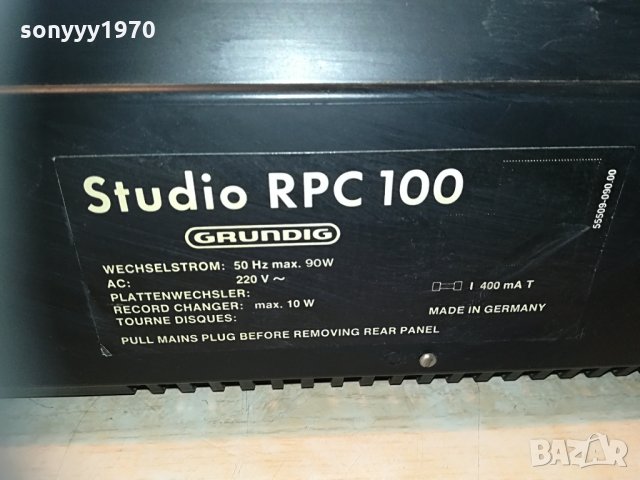 sonyyy1970
Studio RPC 100
GRUNDIG
WECHSELSTROM: 50 Hz max. 90W
AC: 220 V ~
PLATTENWECHSLER:
RECORD CHANGER: max. 10 W
TOURNE DISQUES:
I 400 mA T
MADE IN GERMANY
PULL MAINS PLUG BEFORE REMOVING REAR PANEL
55509-090.00
BAZAR